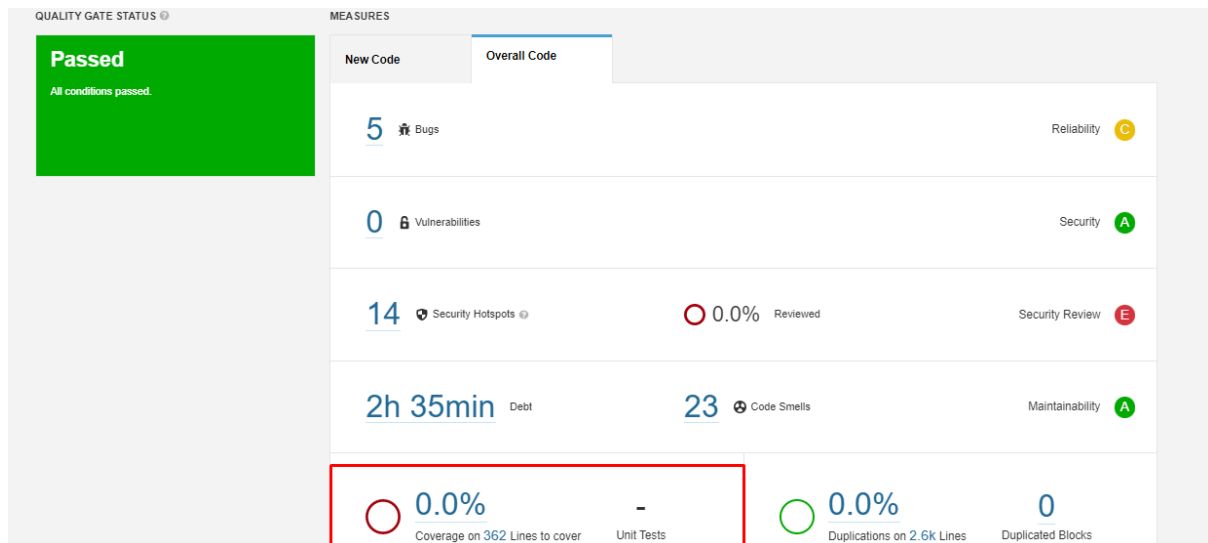 QUALITY GATE STATUS
MEASURES
Passed
All conditions passed.
New Code
Overall Code
5 Bugs
Reliability C
0 Vulnerabilities
Security A
14 Security Hotspots
0.0% Reviewed
Security Review E
2h 35min Debt
23 Code Smells
Maintainability A
0.0%
Coverage on 362 Lines to cover
-
Unit Tests
0.0%
Duplications on 2.6k Lines
0
Duplicated Blocks